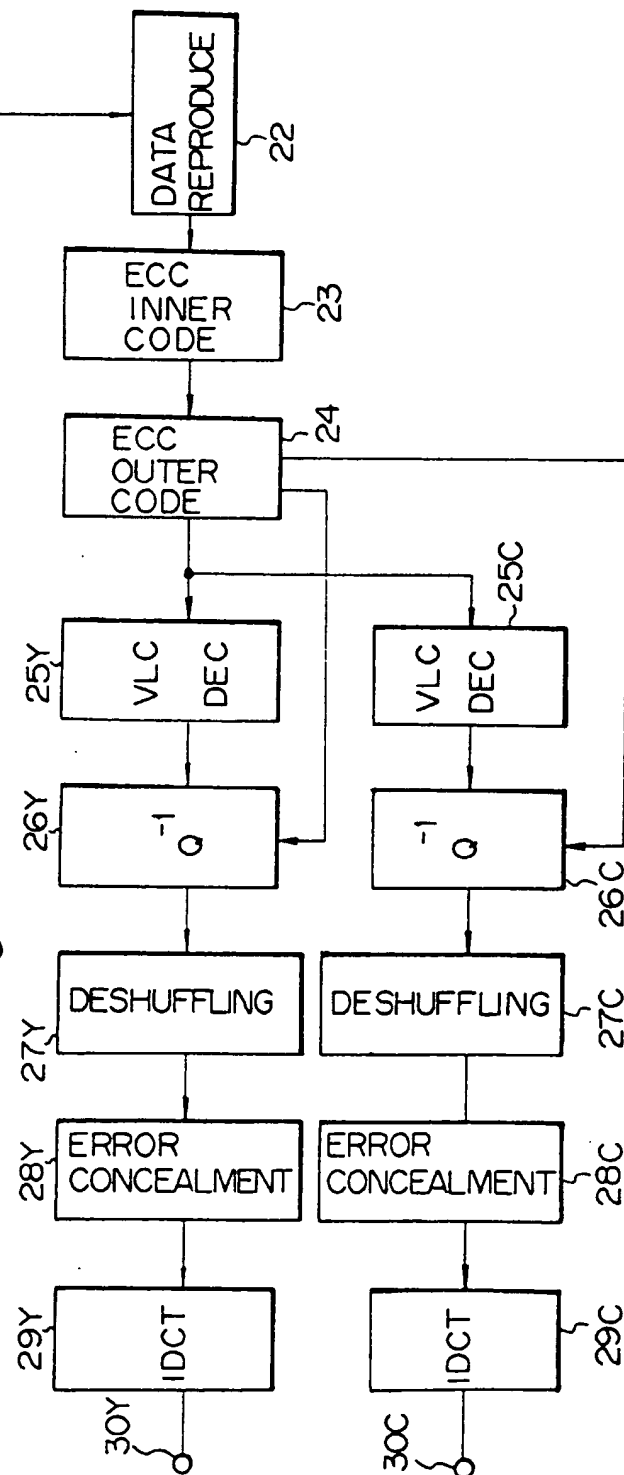 DATA
REPRODUCE
22
ECC
INNER
CODE
23
ECC
OUTER
CODE
24
25Y
VLC
DEC
25C
VLC
DEC
26Y
Q⁻¹
26C
Q⁻¹
27Y
DESHUFFLING
27C
DESHUFFLING
28Y
ERROR
CONCEALMENT
28C
ERROR
CONCEALMENT
29Y
IDCT
29C
IDCT
30Y
30C